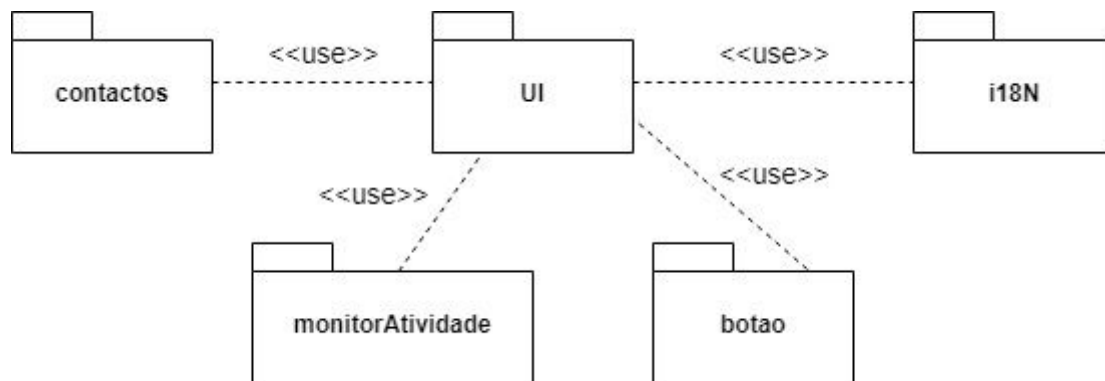 <<use>>
<<use>>
contactos
UI
i18N
<<use>>
<<use>>
monitorAtividade
botao